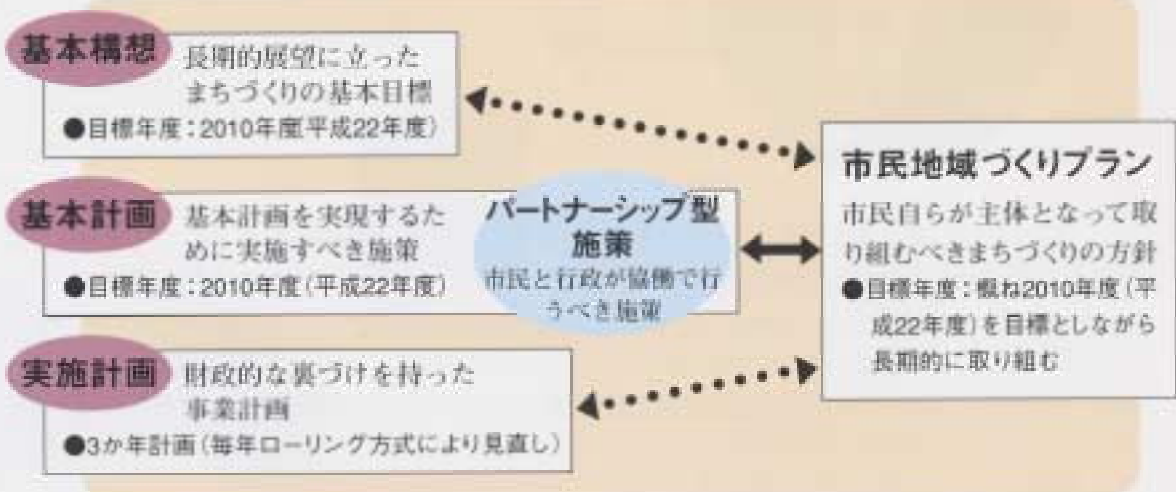 基本構想
長期的展望に立った
まちづくりの基本目標
●目標年度：2010年度(平成22年度)
基本計画
基本計画を実現するた
めに実施すべき施策
●目標年度：2010年度(平成22年度)
パートナーシップ型
施策
市民と行政が協働で行
うべき施策
実施計画
財政的な裏づけを持った
事業計画
●3か年計画(毎年ローリング方式により見直し)
市民地域づくりプラン
市民自らが主体となって取
り組むべきまちづくりの方針
●目標年度：概ね2010年度(平
成22年度)を目標としながら
長期的に取り組む